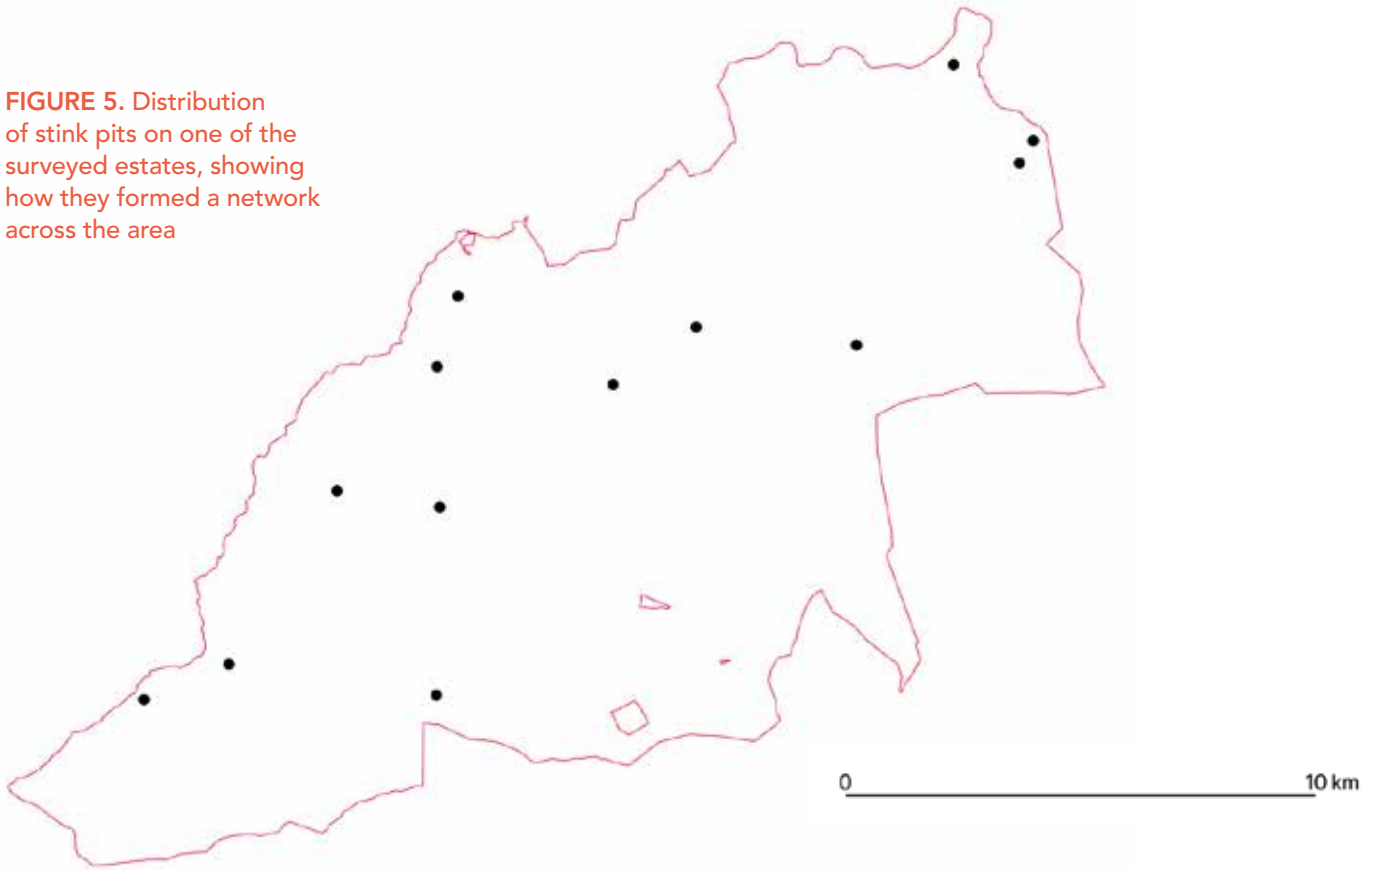 FIGURE 5. Distribution
of stink pits on one of the
surveyed estates, showing
how they formed a network
across the area
0
10 km